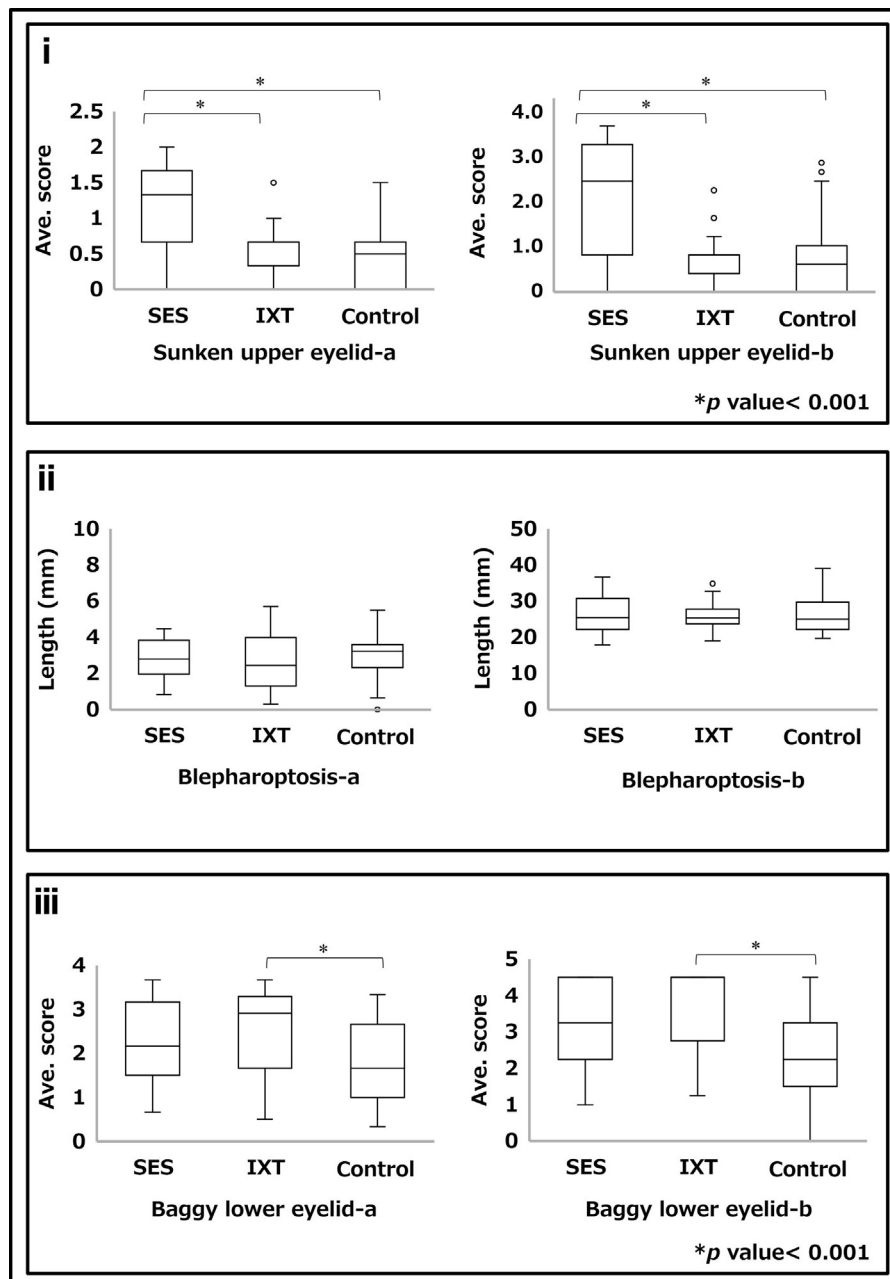 i
*
*
2.5
2
1.5
1
0.5
0
Ave. score
SES IXT Control
Sunken upper eyelid-a
*
*
4.0
3.0
2.0
1.0
0
Ave. score
SES IXT Control
Sunken upper eyelid-b
*p value< 0.001
ii
10
8
6
4
2
0
Length (mm)
SES IXT Control
Blepharoptosis-a
50
40
30
20
10
0
Length (mm)
SES IXT Control
Blepharoptosis-b
iii
*
4
3
2
1
0
Ave. score
SES IXT Control
Baggy lower eyelid-a
*
5
4
3
2
1
0
Ave. score
SES IXT Control
Baggy lower eyelid-b
*p value< 0.001